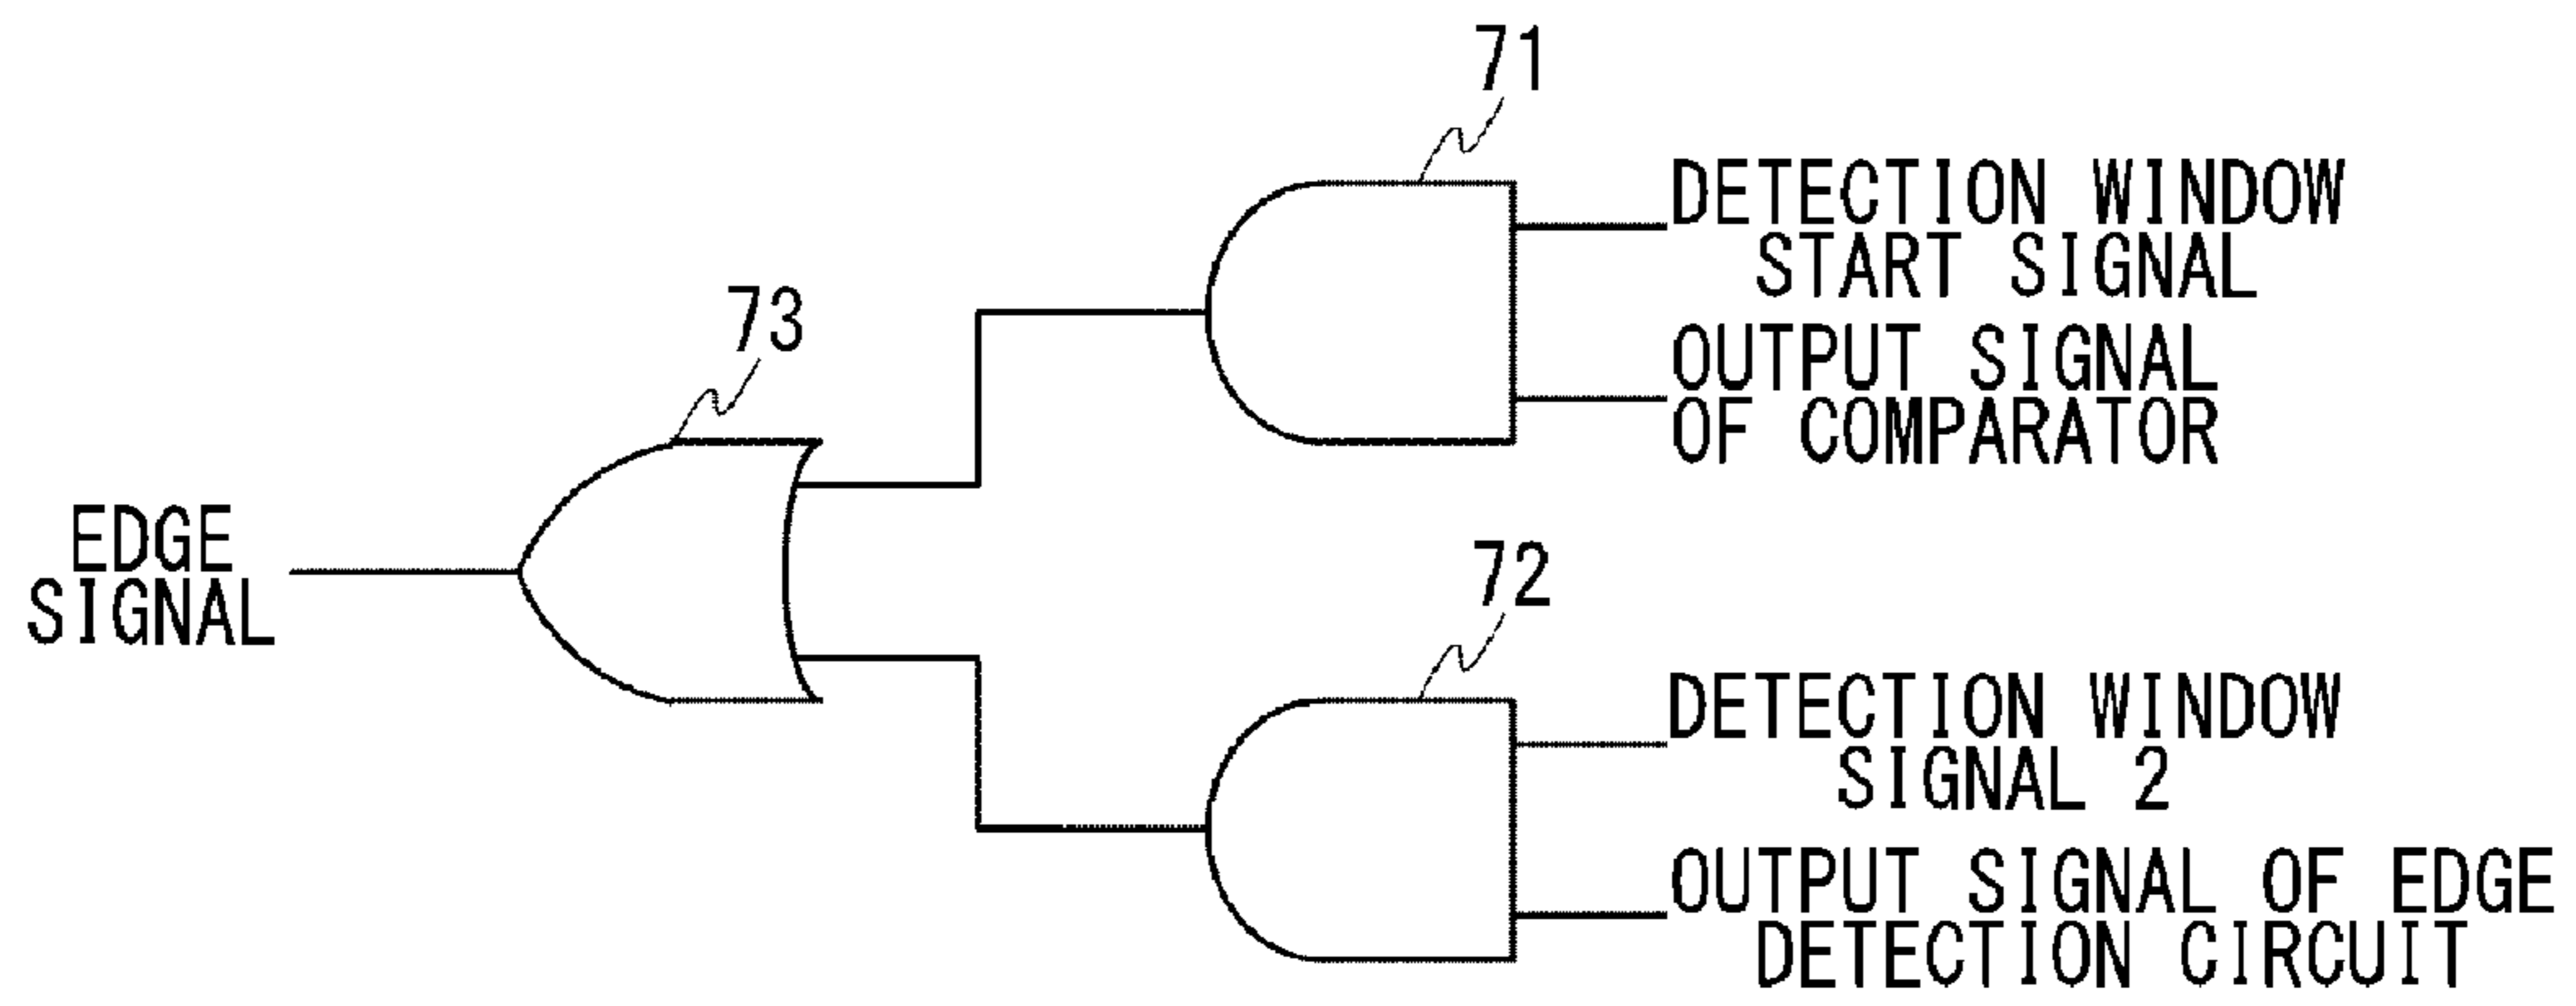 71
DETECTION WINDOW
START SIGNAL
OUTPUT SIGNAL
OF COMPARATOR
73
EDGE
SIGNAL
72
DETECTION WINDOW
SIGNAL 2
OUTPUT SIGNAL OF EDGE
DETECTION CIRCUIT